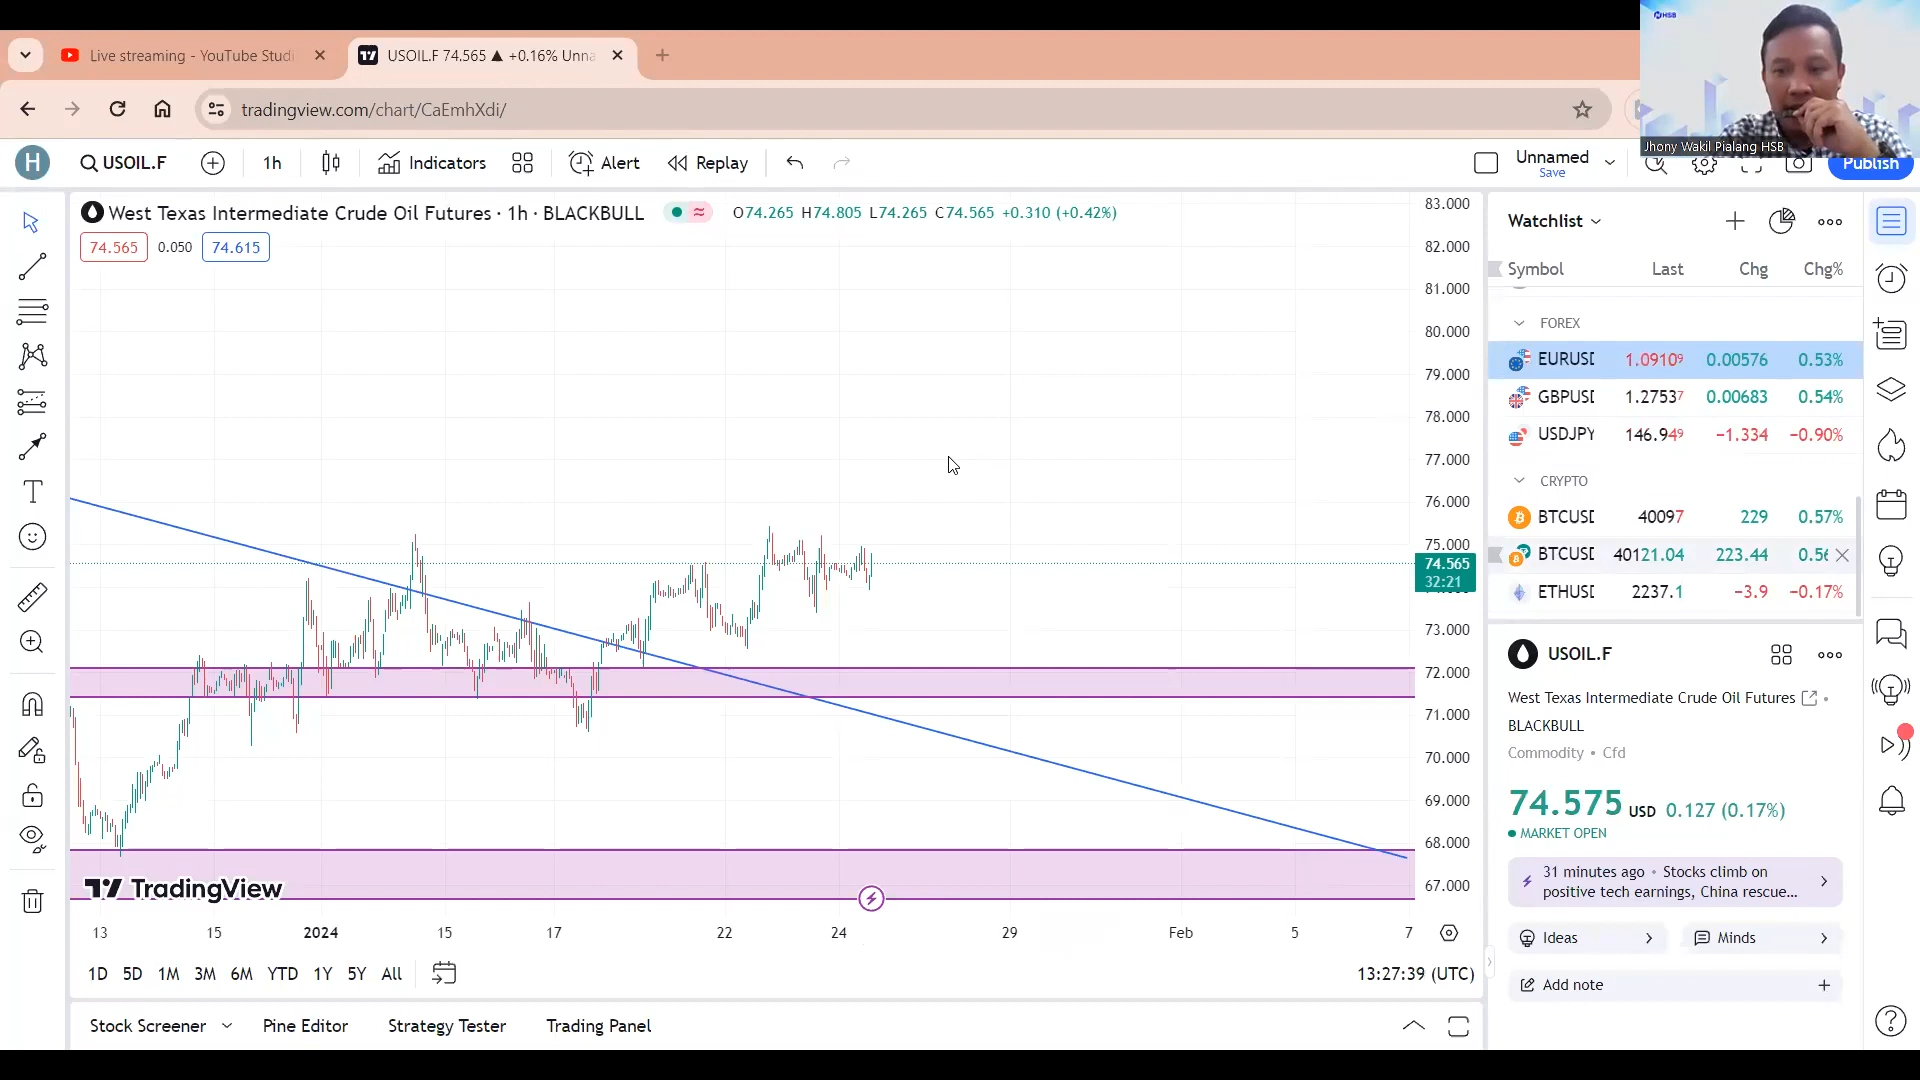 Live streaming - YouTube Studi
USOIL.F 74.565 ▲ +0.16% Unna
HSB
tradingview.com/chart/CaEmhXdi/
Jhony Wakil Pialang HSB
H
USOIL.F
1h
Indicators
Alert
Replay
Unnamed
Save
Publish
West Texas Intermediate Crude Oil Futures · 1h · BLACKBULL
O74.265 H74.805 L74.265 C74.565 +0.310 (+0.42%)
74.565
0.050
74.615
83.000
82.000
81.000
80.000
79.000
78.000
77.000
76.000
75.000
74.565
32:21
73.000
72.000
71.000
70.000
69.000
68.000
67.000
TradingView
13
15
2024
15
17
22
24
29
Feb
5
7
1D
5D
1M
3M
6M
YTD
1Y
5Y
All
13:27:39 (UTC)
Stock Screener
Pine Editor
Strategy Tester
Trading Panel
Watchlist
Symbol Last Chg Chg%
FOREX
EURUSD 1.09109 0.00576 0.53%
GBPUSD 1.27537 0.00683 0.54%
USDJPY 146.949 −1.334 −0.90%
CRYPTO
BTCUSD 40097 229 0.57%
BTCUSD 40121.04 223.44 0.56
ETHUSD 2237.1 −3.9 −0.17%
USOIL.F
West Texas Intermediate Crude Oil Futures •
BLACKBULL
Commodity • Cfd
74.575 USD 0.127 (0.17%)
MARKET OPEN
31 minutes ago • Stocks climb on
positive tech earnings, China rescue...
Ideas
Minds
Add note